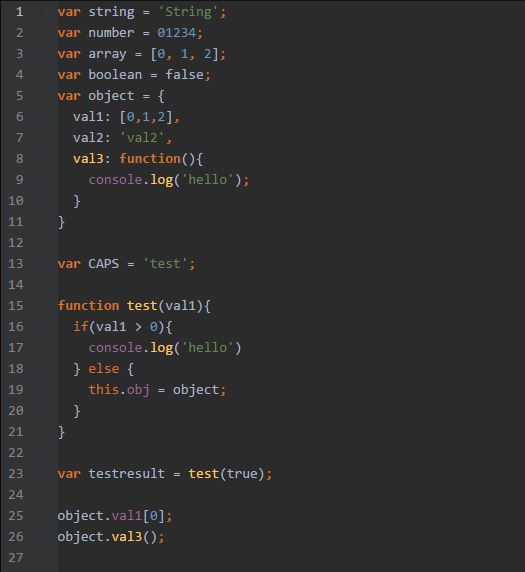 1 var string = 'String';
2 var number = 01234;
3 var array = [0, 1, 2];
4 var boolean = false;
5 var object = {
6   val1: [0,1,2],
7   val2: 'val2',
8   val3: function(){
9     console.log('hello');
10   }
11 }
12
13 var CAPS = 'test';
14
15 function test(val1){
16   if(val1 > 0){
17     console.log('hello')
18   } else {
19     this.obj = object;
20   }
21 }
22
23 var testresult = test(true);
24
25 object.val1[0];
26 object.val3();
27